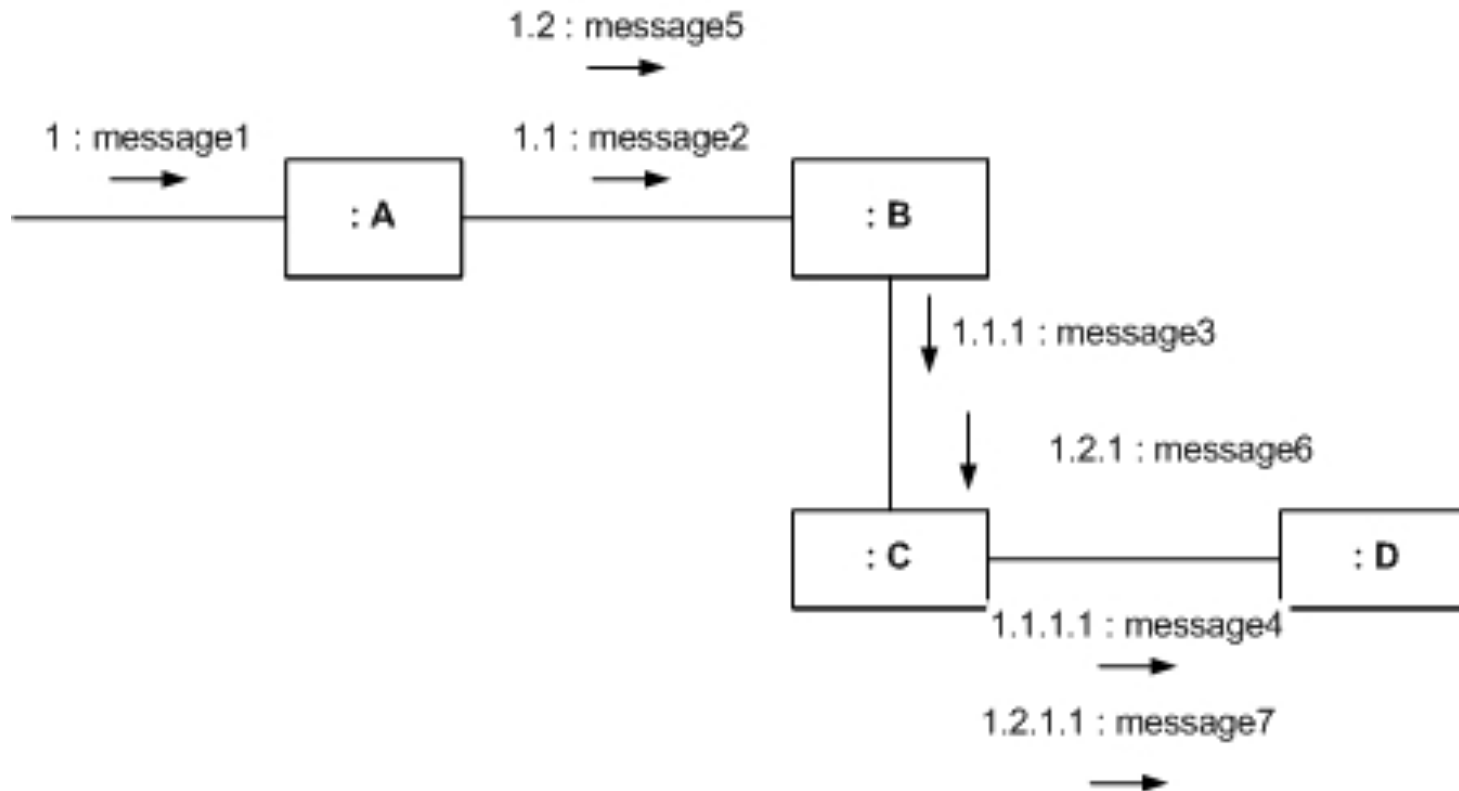 1.2 : message5
1 : message1
1.1 : message2
: A
: B
1.1.1 : message3
1.2.1 : message6
: C
: D
1.1.1.1 : message4
1.2.1.1 : message7